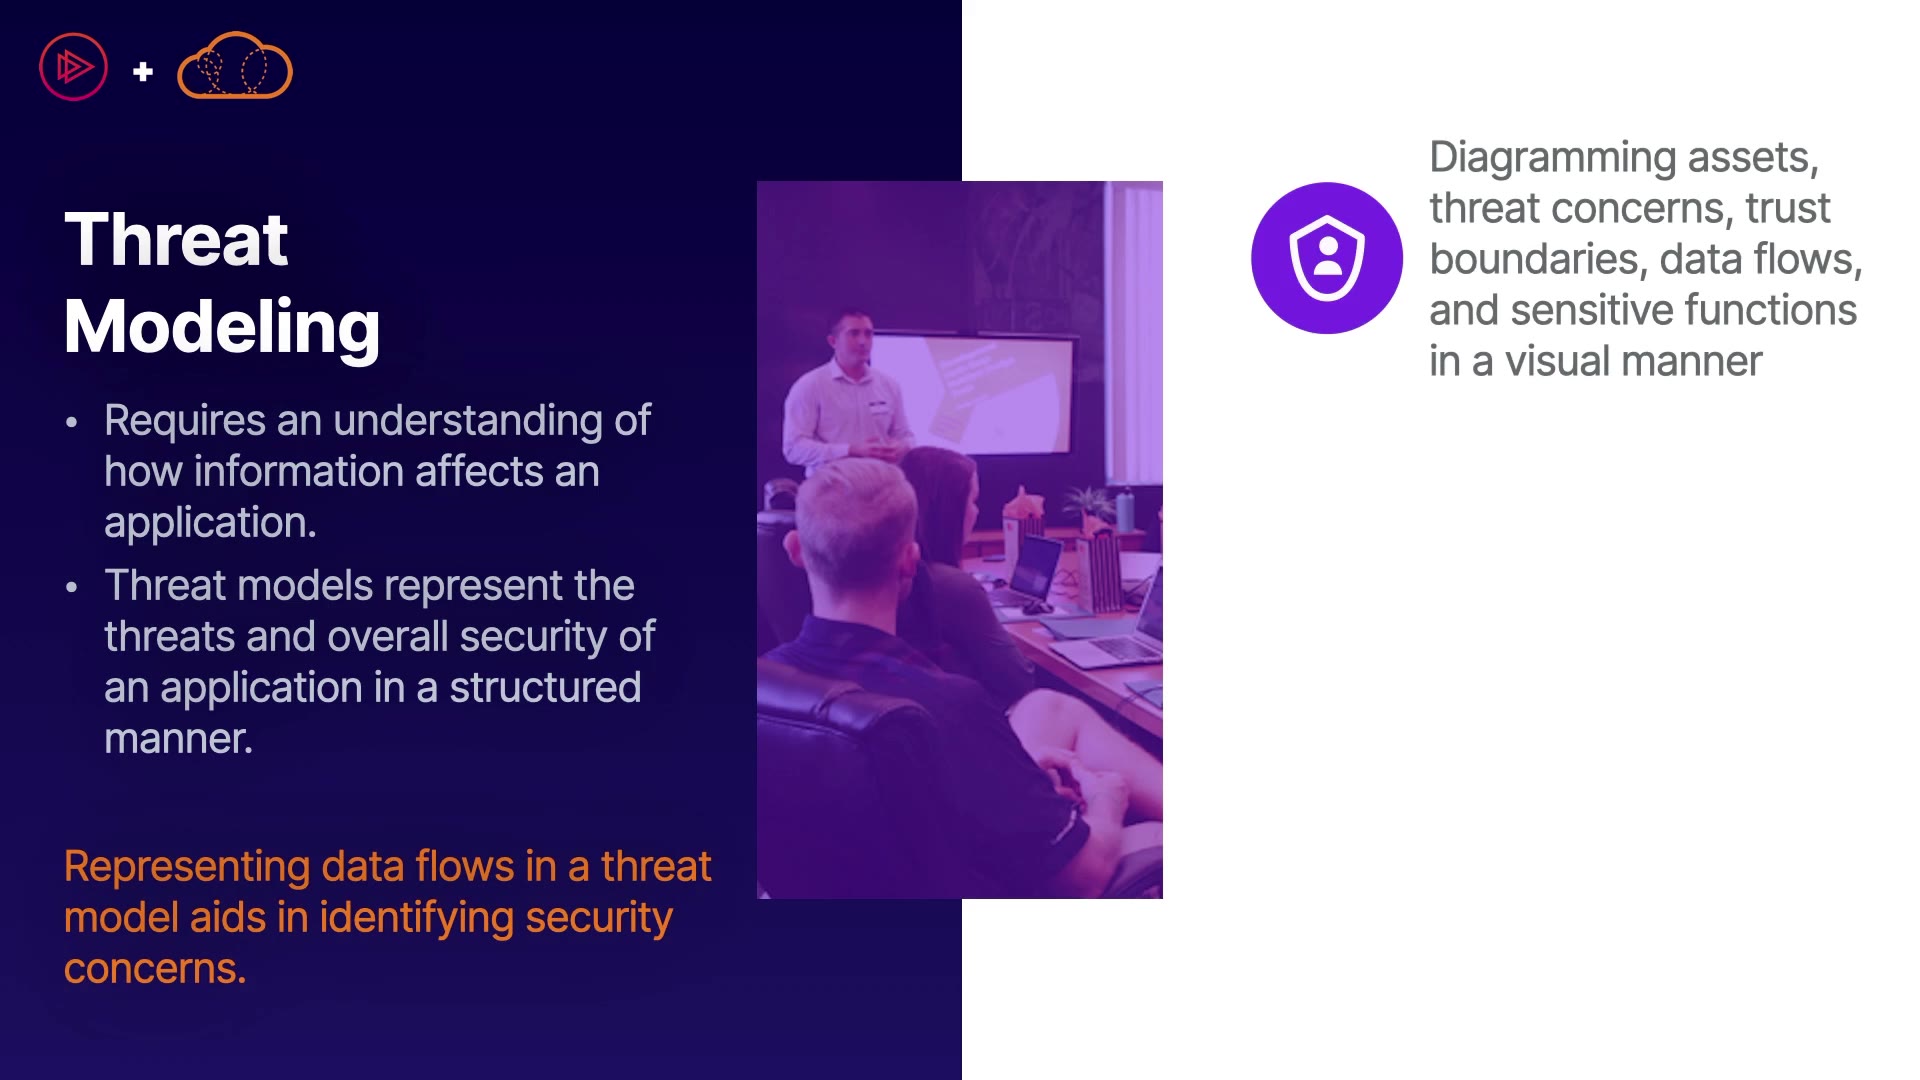 Threat
Modeling
• Requires an understanding of
how information affects an
application.
• Threat models represent the
threats and overall security of
an application in a structured
manner.
Representing data flows in a threat
model aids in identifying security
concerns.
Diagramming assets,
threat concerns, trust
boundaries, data flows,
and sensitive functions
in a visual manner